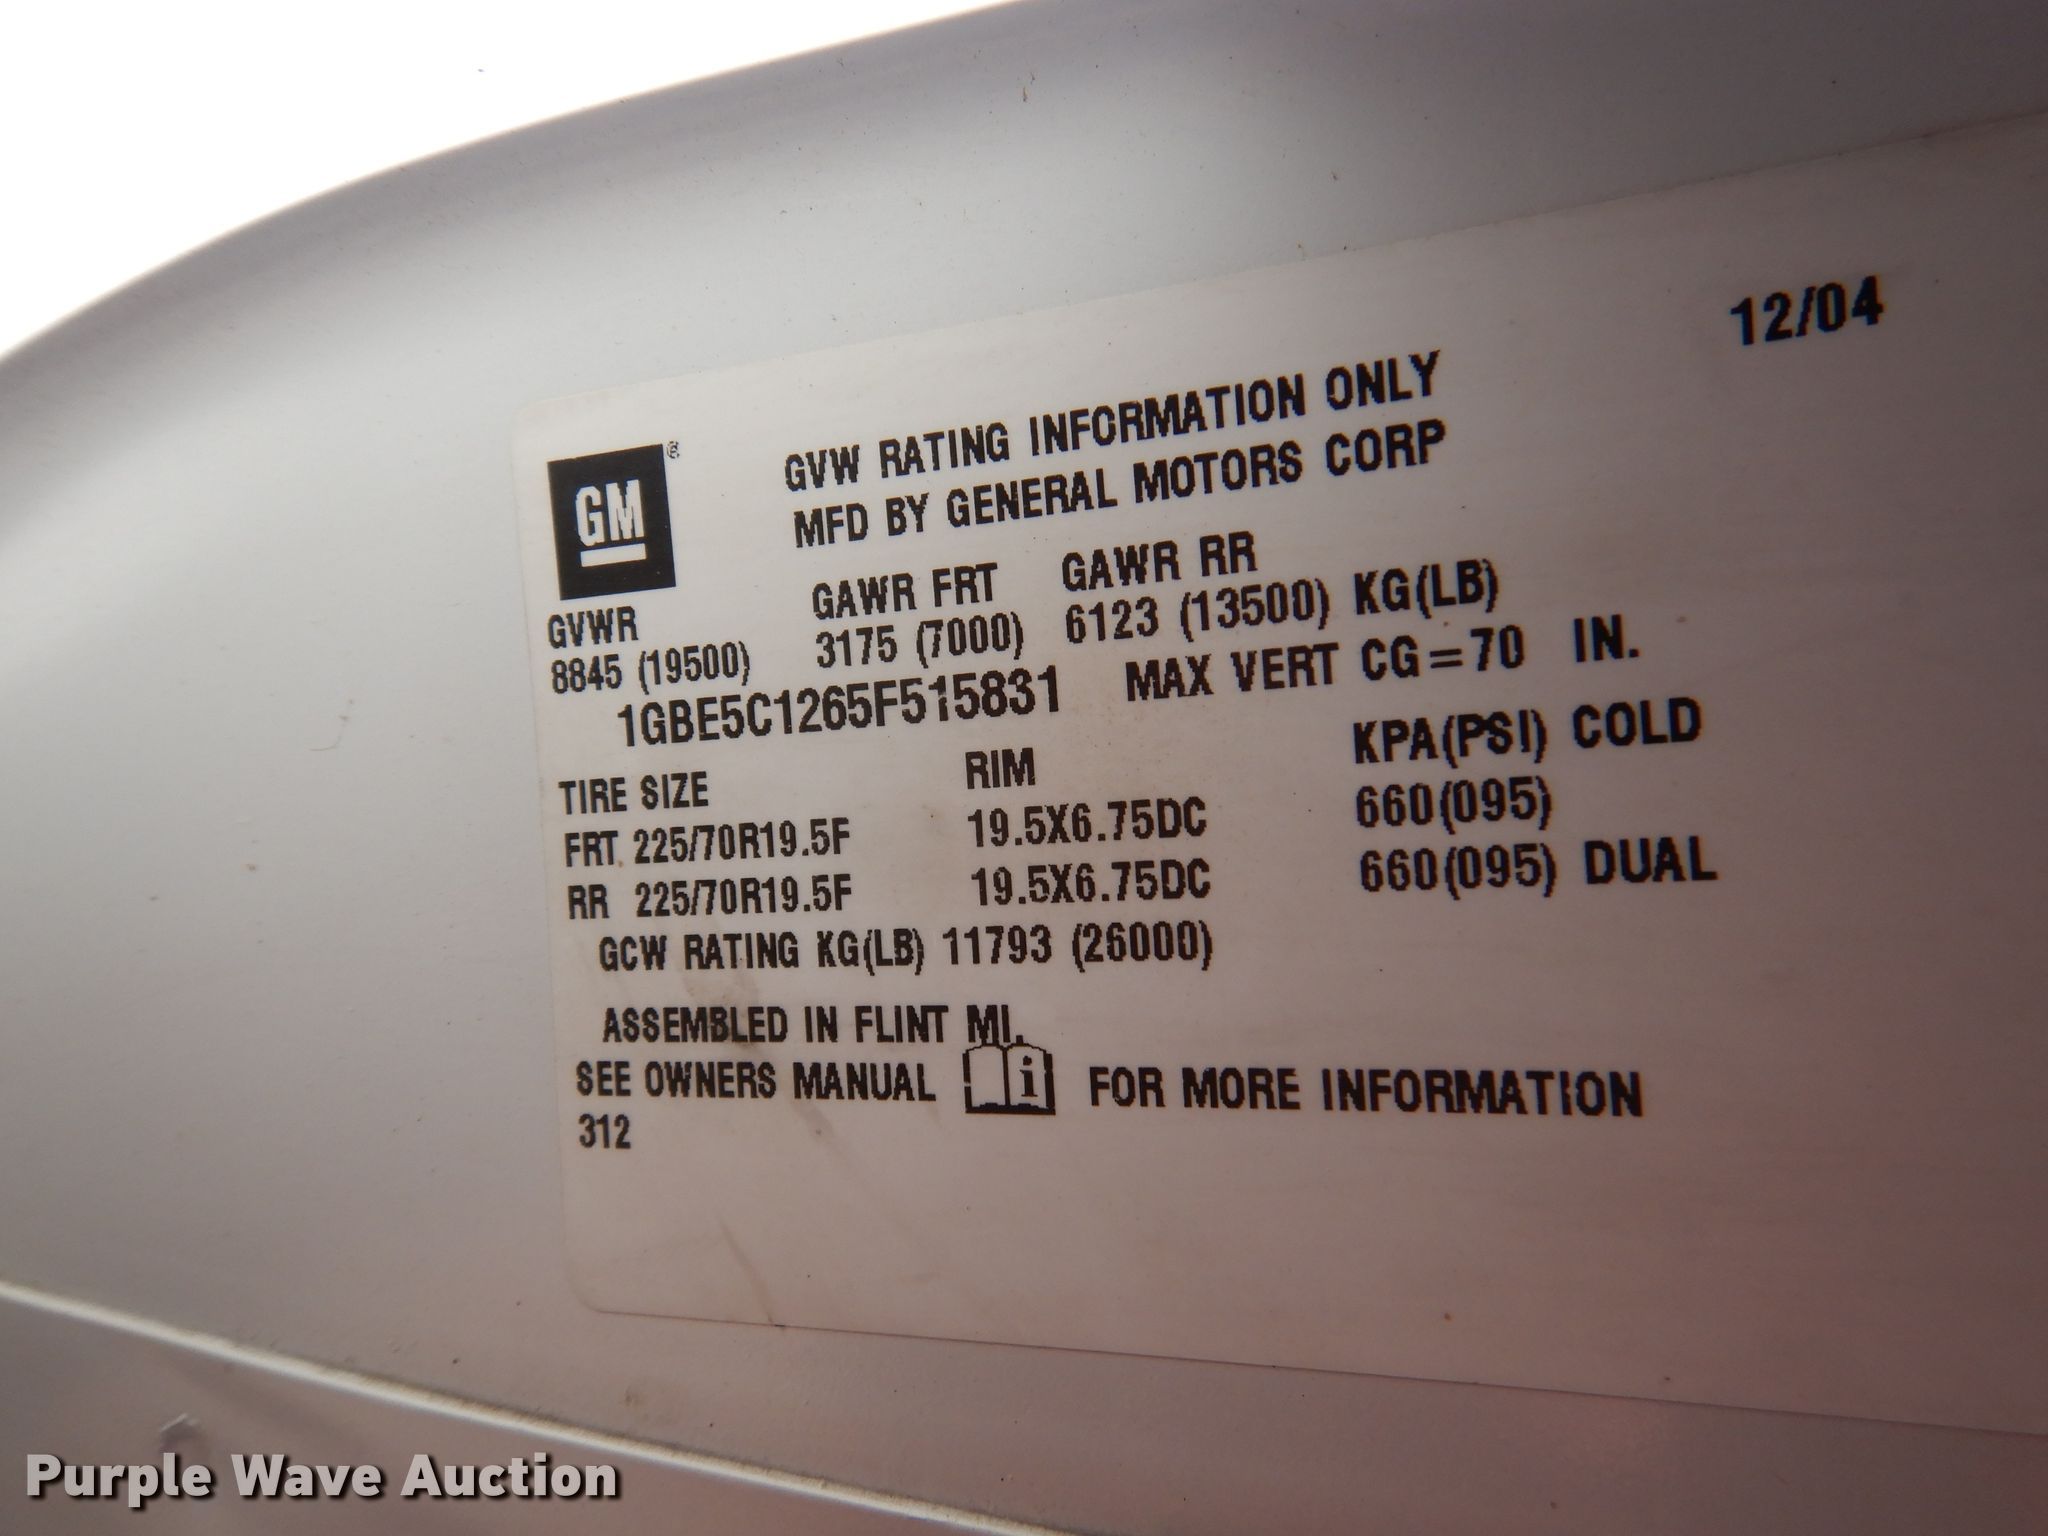 12/04
GM ®
GVW RATING INFORMATION ONLY
MFD BY GENERAL MOTORS CORP
GVWR GAWR FRT GAWR RR
8845 (19500) 3175 (7000) 6123 (13500) KG(LB)
1GBE5C1265F515831 MAX VERT CG=70 IN.
TIRE SIZE RIM KPA(PSI) COLD
FRT 225/70R19.5F 19.5X6.75DC 660(095)
RR 225/70R19.5F 19.5X6.75DC 660(095) DUAL
GCW RATING KG(LB) 11793 (26000)
ASSEMBLED IN FLINT MI.
SEE OWNERS MANUAL i FOR MORE INFORMATION
312
Purple Wave Auction